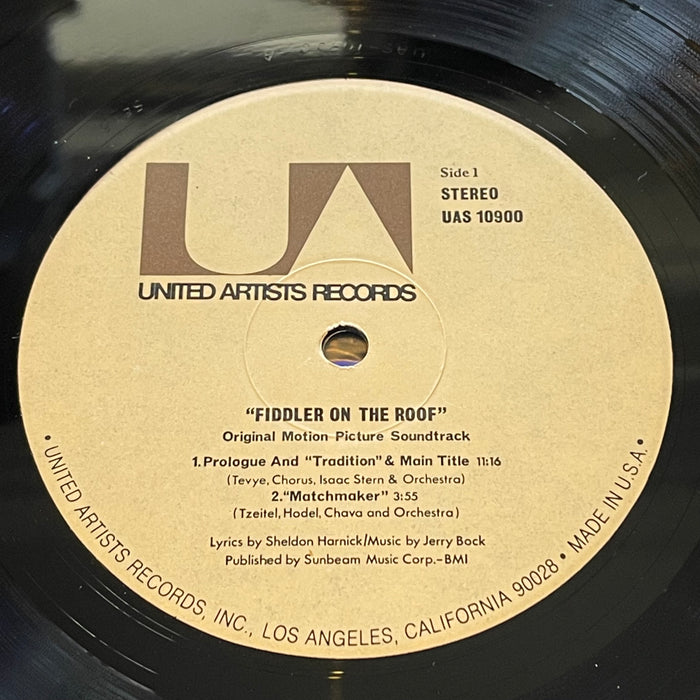 UA
Side 1
STEREO
UAS 10900
UNITED ARTISTS RECORDS
"FIDDLER ON THE ROOF"
Original Motion Picture Soundtrack
1.Prologue And "Tradition" & Main Title 11:16
(Tevye, Chorus, Isaac Stern & Orchestra)
2."Matchmaker" 3:55
(Tzeitel, Hodel, Chava and Orchestra)
Lyrics by Sheldon Harnick/Music by Jerry Bock
Published by Sunbeam Music Corp.-BMI
• UNITED ARTISTS RECORDS, INC., LOS ANGELES, CALIFORNIA 90028 • MADE IN U.S.A. •